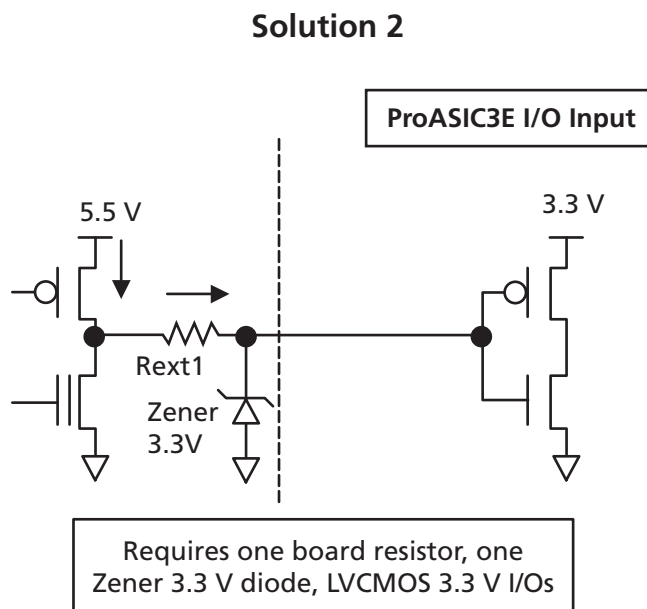 Solution 2
ProASIC3E I/O Input
5.5 V
3.3 V
Rext1
Zener
3.3V
Requires one board resistor, one
Zener 3.3 V diode, LVCMOS 3.3 V I/Os